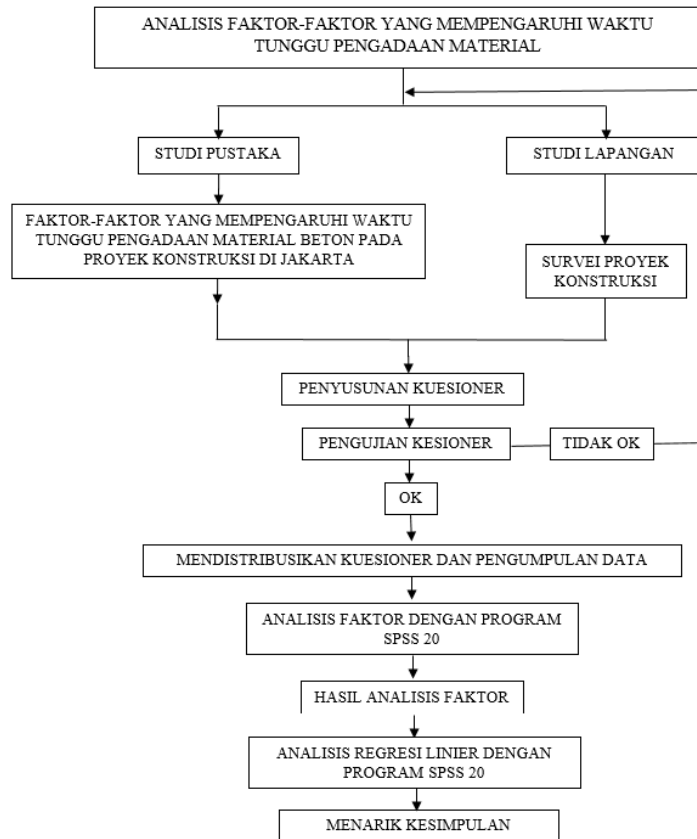 ANALISIS FAKTOR-FAKTOR YANG MEMPENGARUHI WAKTU
TUNGGU PENGADAAN MATERIAL
STUDI PUSTAKA
STUDI LAPANGAN
FAKTOR-FAKTOR YANG MEMPENGARUHI WAKTU
TUNGGU PENGADAAN MATERIAL BETON PADA
PROYEK KONSTRUKSI DI JAKARTA
SURVEI PROYEK
KONSTRUKSI
PENYUSUNAN KUESIONER
PENGUJIAN KESIONER
TIDAK OK
OK
MENDISTRIBUSIKAN KUESIONER DAN PENGUMPULAN DATA
ANALISIS FAKTOR DENGAN PROGRAM
SPSS 20
HASIL ANALISIS FAKTOR
ANALISIS REGRESI LINIER DENGAN
PROGRAM SPSS 20
MENARIK KESIMPULAN